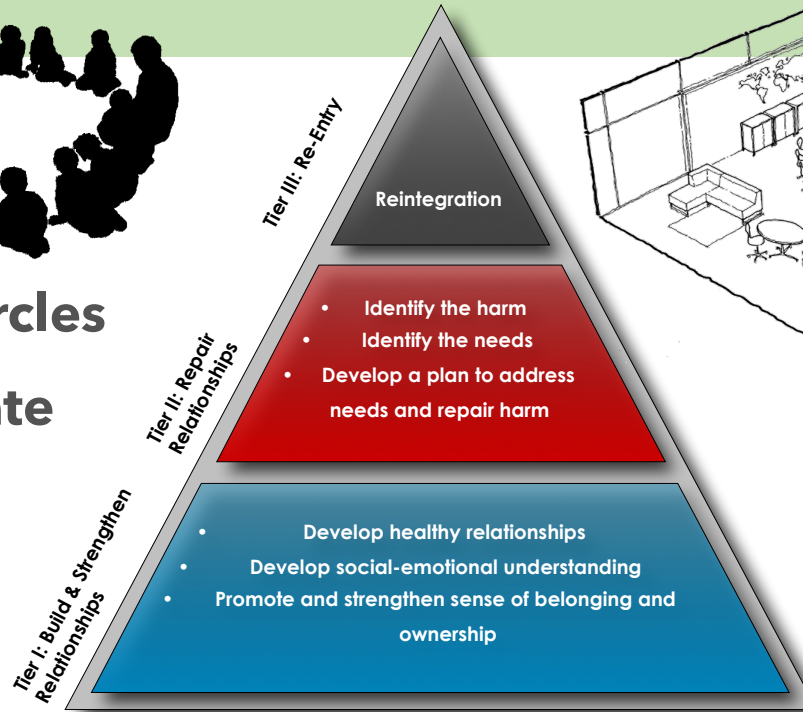 Tier III: Re-Entry
Reintegration
Tier II: Repair
Relationships
• Identify the harm
• Identify the needs
• Develop a plan to address
needs and repair harm
Tier I: Build & Strengthen
Relationships
• Develop healthy relationships
• Develop social-emotional understanding
• Promote and strengthen sense of belonging and
ownership